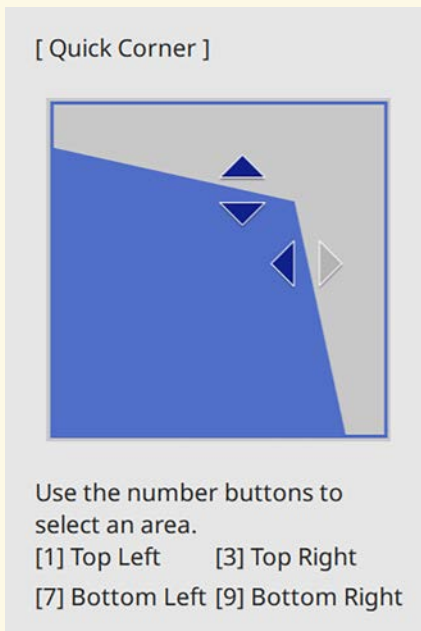 [ Quick Corner ]
Use the number buttons to
select an area.
[1] Top Left [3] Top Right
[7] Bottom Left [9] Bottom Right